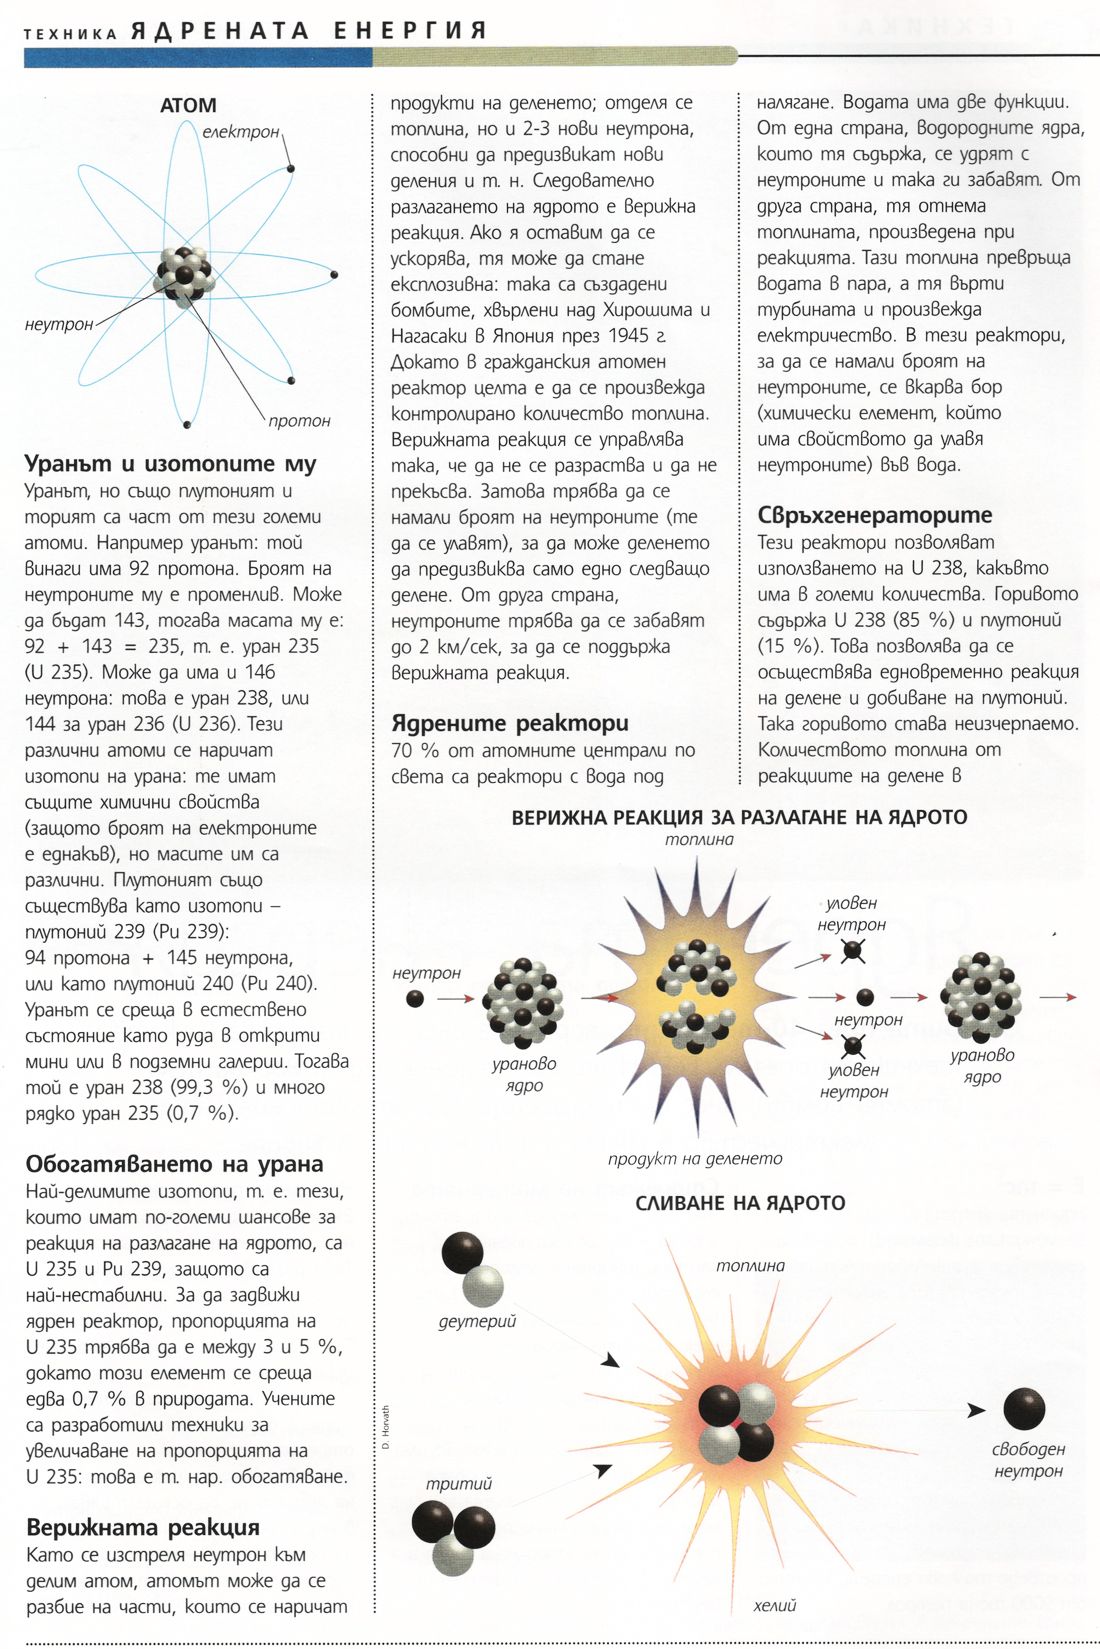 ТЕХНИКА ЯДРЕНАТА ЕНЕРГИЯ
АТОМ
електрон
неутрон
протон
Уранът и изотопите му
Уранът, но също плутоният и
торият са част от тези големи
атоми. Например уранът: той
винаги има 92 протона. Броят на
неутроните му е променлив. Може
да бъдат 143, тогава масата му е:
92 + 143 = 235, т. е. уран 235
(U 235). Може да има и 146
неутрона: това е уран 238, или
144 за уран 236 (U 236). Тези
различни атоми се наричат
изотопи на урана: те имат
същите химични свойства
(защото броят на електроните
е еднакъв), но масите им са
различни. Плутоният също
съществува като изотопи –
плутоний 239 (Pu 239):
94 протона + 145 неутрона,
или като плутоний 240 (Pu 240).
Уранът се среща в естествено
състояние като руда в открити
мини или в подземни галерии. Тогава
той е уран 238 (99,3 %) и много
рядко уран 235 (0,7 %).
Обогатяването на урана
Най-делимите изотопи, т. е. тези,
които имат по-големи шансове за
реакция на разлагане на ядрото, са
U 235 и Pu 239, защото са
най-нестабилни. За да задвижи
ядрен реактор, пропорцията на
U 235 трябва да е между 3 и 5 %,
докато този елемент се среща
едва 0,7 % в природата. Учените
са разработили техники за
увеличаване на пропорцията на
U 235: това е т. нар. обогатяване.
Верижната реакция
Като се изстреля неутрон към
делим атом, атомът може да се
разбие на части, които се наричат
продукти на деленето; отделя се
топлина, но и 2-3 нови неутрона,
способни да предизвикат нови
деления и т. н. Следователно
разлагането на ядрото е верижна
реакция. Ако я оставим да се
ускорява, тя може да стане
експлозивна: така са създадени
бомбите, хвърлени над Хирошима и
Нагасаки в Япония през 1945 г.
Докато в гражданския атомен
реактор целта е да се произвежда
контролирано количество топлина.
Верижната реакция се управлява
така, че да не се разраства и да не
прекъсва. Затова трябва да се
намали броят на неутроните (те
да се улавят), за да може деленето
да предизвиква само едно следващо
делене. От друга страна,
неутроните трябва да се забавят
до 2 km/сек, за да се поддържа
верижната реакция.
Ядрените реактори
70 % от атомните централи по
света са реактори с вода под
налягане. Водата има две функции.
От една страна, водородните ядра,
които тя съдържа, се удрят с
неутроните и така ги забавят. От
друга страна, тя отнема
топлината, произведена при
реакцията. Тази топлина превръща
водата в пара, а тя върти
турбината и произвежда
електричество. В тези реактори,
за да се намали броят на
неутроните, се вкарва бор
(химически елемент, който
има свойството да улавя
неутроните) във вода.
Свръхгенераторите
Тези реактори позволяват
използването на U 238, какъвто
има в големи количества. Горивото
съдържа U 238 (85 %) и плутоний
(15 %). Това позволява да се
осъществява едновременно реакция
на делене и добиване на плутоний.
Така горивото става неизчерпаемо.
Количеството топлина от
реакциите на делене в
ВЕРИЖНА РЕАКЦИЯ ЗА РАЗЛАГАНЕ НА ЯДРОТО
топлина
неутрон
ураново
ядро
уловен
неутрон
неутрон
уловен
неутрон
ураново
ядро
продукт на деленето
СЛИВАНЕ НА ЯДРОТО
деутерий
топлина
тритий
свободен
неутрон
хелий
D. Horvath